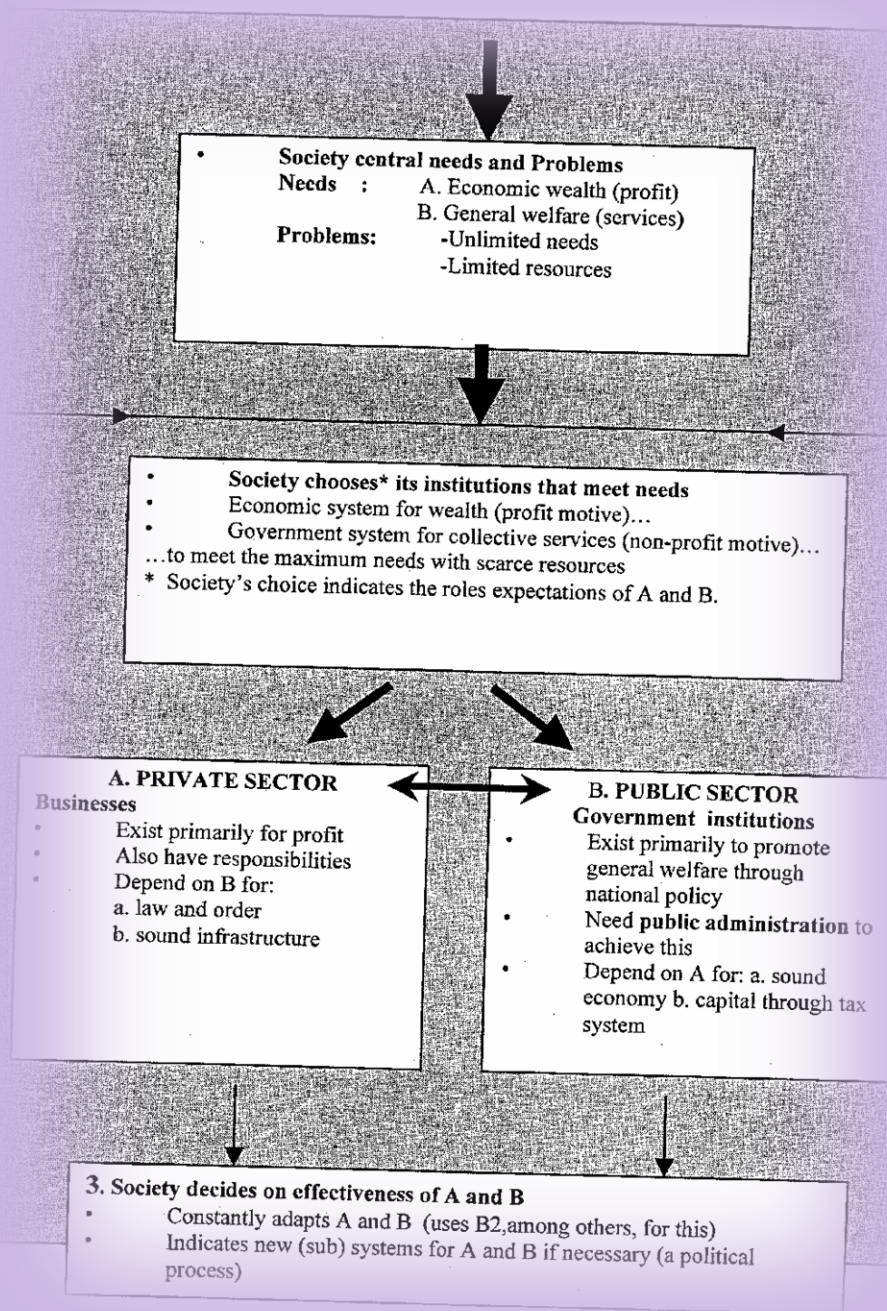 • Society central needs and Problems
Needs : A. Economic wealth (profit)
B. General welfare (services)
Problems: -Unlimited needs
-Limited resources
• Society chooses* its institutions that meet needs
• Economic system for wealth (profit motive)…
• Government system for collective services (non-profit motive)…
…to meet the maximum needs with scarce resources
* Society’s choice indicates the roles expectations of A and B.
A. PRIVATE SECTOR
Businesses
• Exist primarily for profit
• Also have responsibilities
• Depend on B for:
a. law and order
b. sound infrastructure
B. PUBLIC SECTOR
Government institutions
• Exist primarily to promote
general welfare through
national policy
• Need public administration to
achieve this
• Depend on A for: a. sound
economy b. capital through tax
system
3. Society decides on effectiveness of A and B
• Constantly adapts A and B (uses B2,among others, for this)
• Indicates new (sub) systems for A and B if necessary (a political
process)